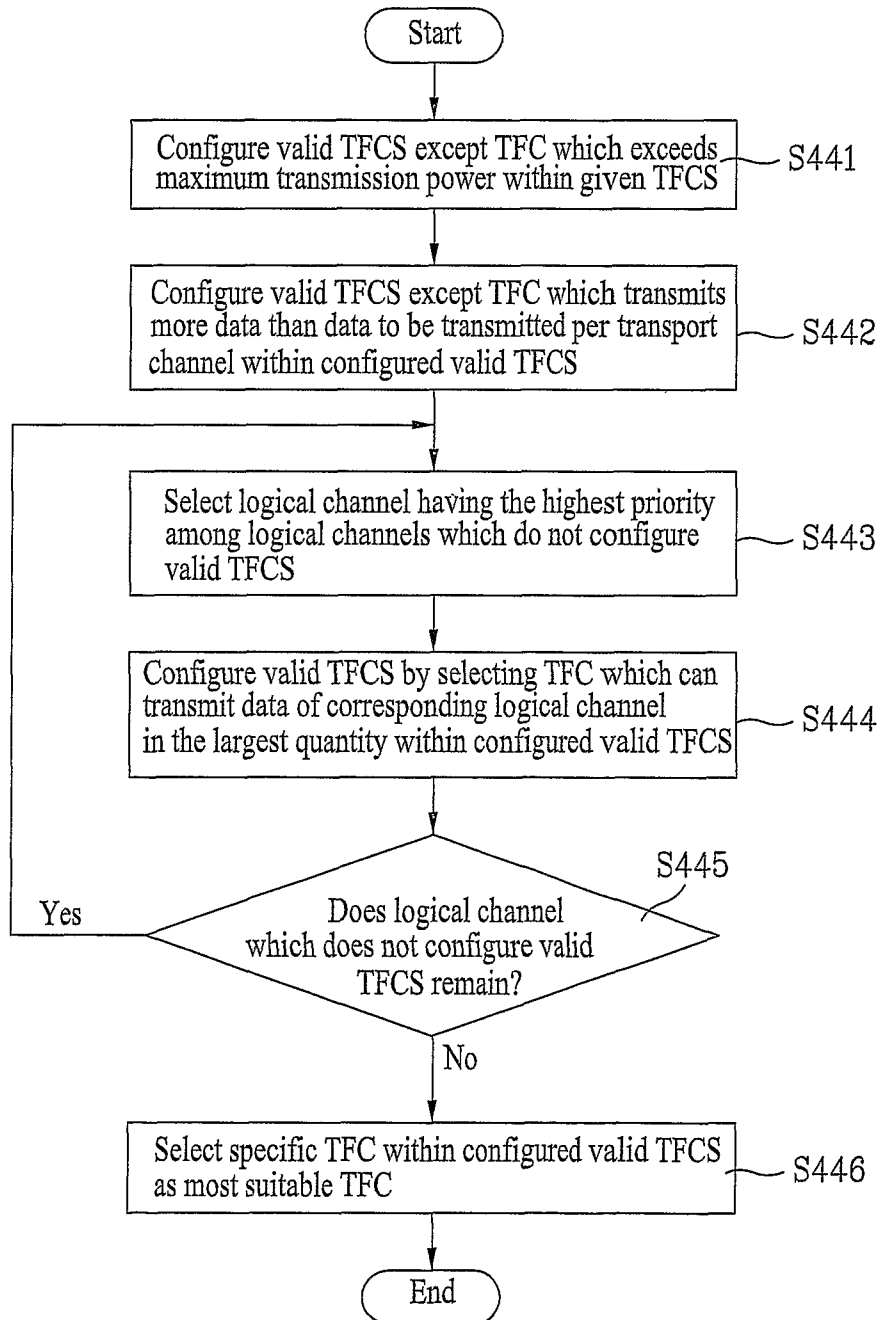 Start
Configure valid TFCS except TFC which exceeds
maximum transmission power within given TFCS
S441
Configure valid TFCS except TFC which transmits
more data than data to be transmitted per transport
channel within configured valid TFCS
S442
Select logical channel having the highest priority
among logical channels which do not configure
valid TFCS
S443
Configure valid TFCS by selecting TFC which can
transmit data of corresponding logical channel
in the largest quantity within configured valid TFCS
S444
S445
Yes
Does logical channel
which does not configure valid
TFCS remain?
No
Select specific TFC within configured valid TFCS
as most suitable TFC
S446
End